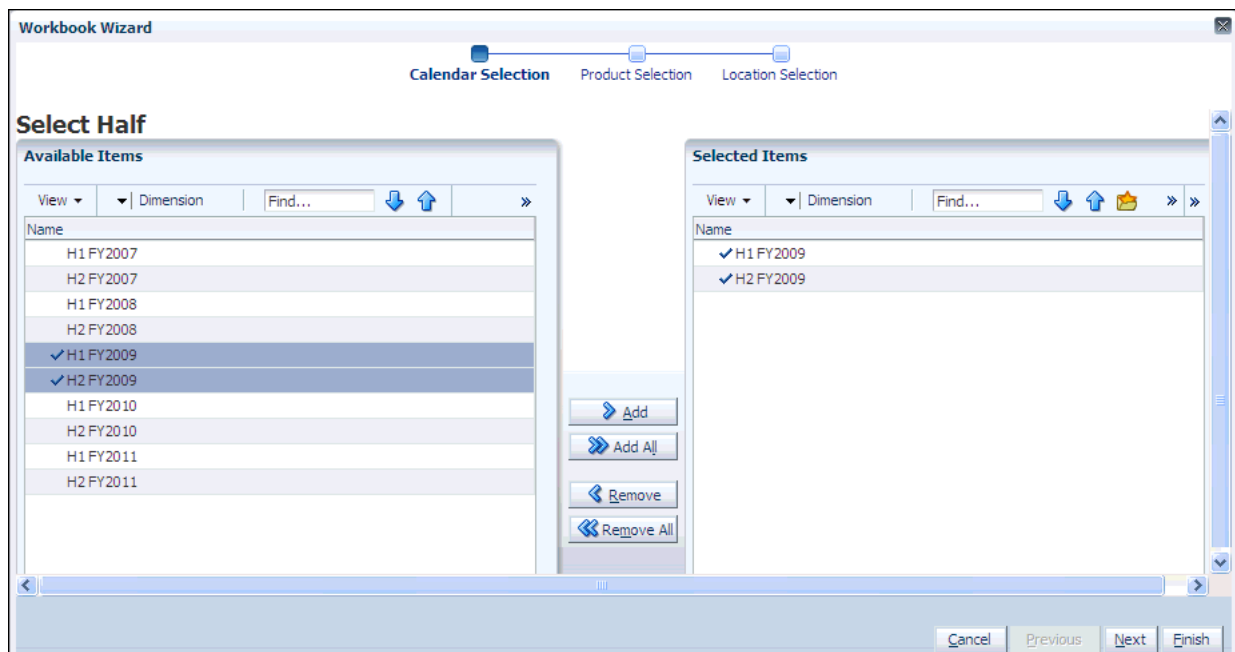 Workbook Wizard
Calendar Selection Product Selection Location Selection
Select Half
Available Items
View Dimension Find... »
Name
H1 FY2007
H2 FY2007
H1 FY2008
H2 FY2008
H1 FY2009
H2 FY2009
H1 FY2010
H2 FY2010
H1 FY2011
H2 FY2011
Add
Add All
Remove
Remove All
Selected Items
View Dimension Find... » »
Name
H1 FY2009
H2 FY2009
Cancel Previous Next Finish